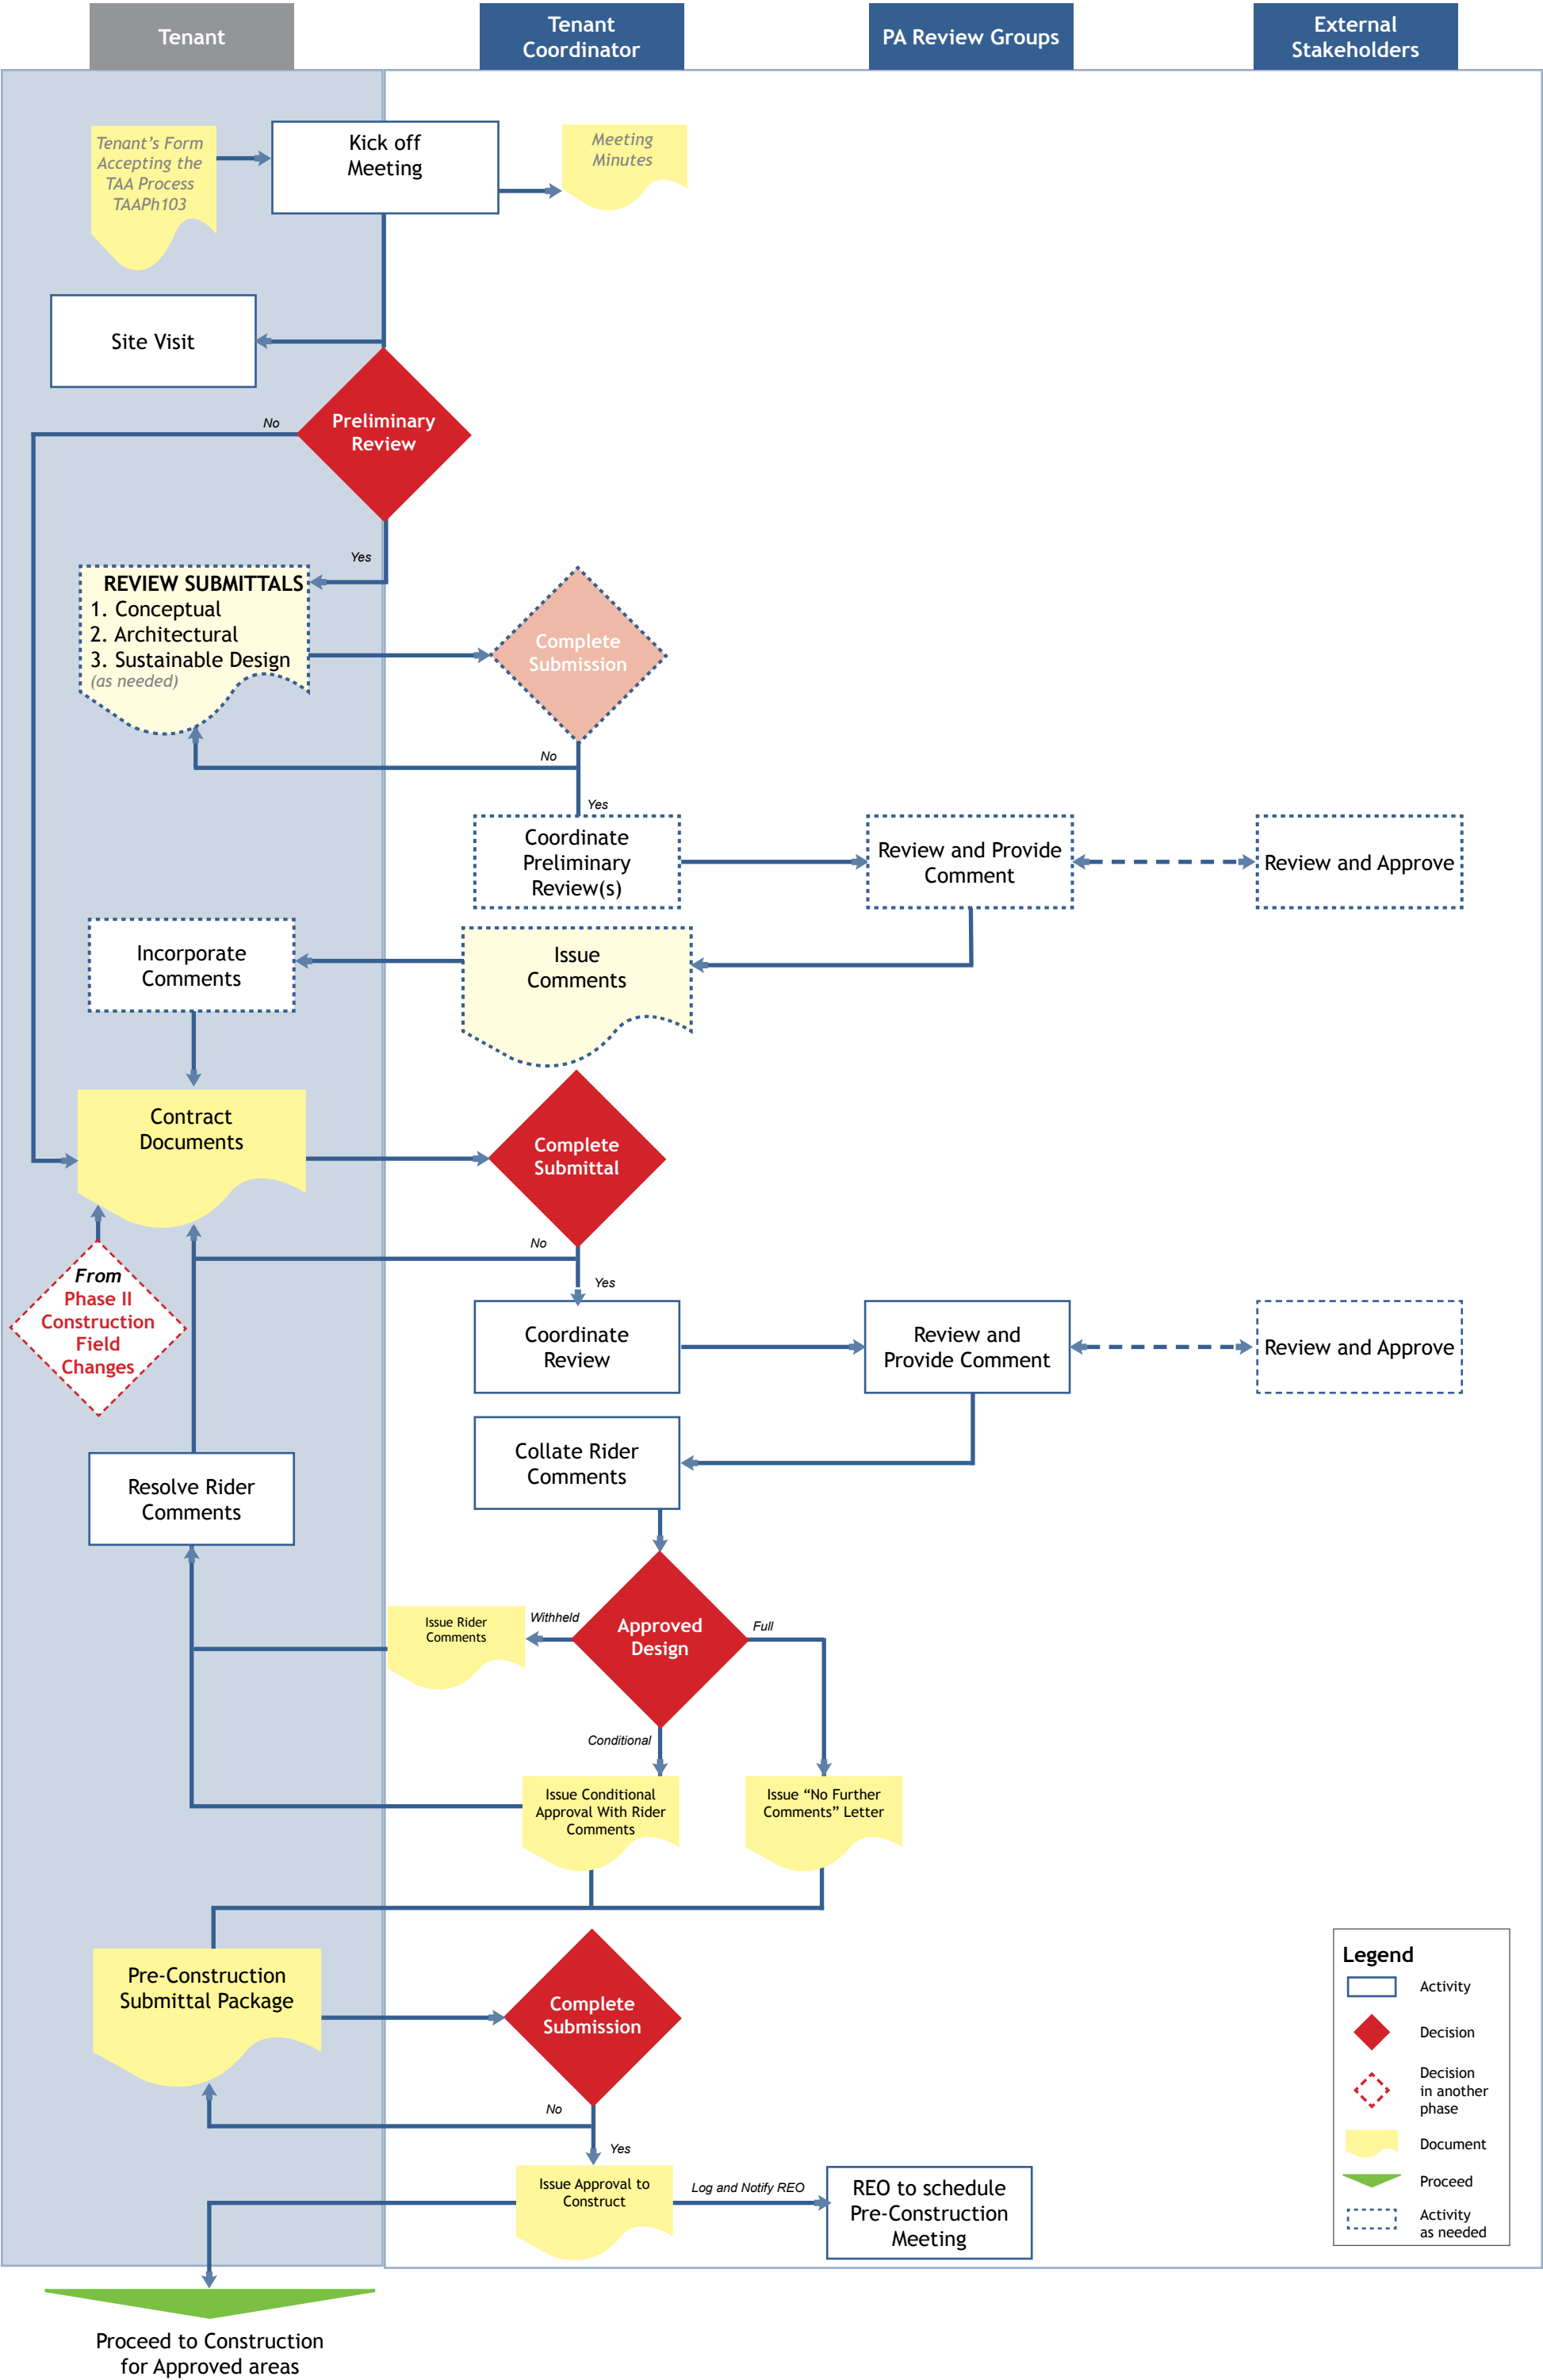 Tenant
Tenant
Coordinator
PA Review Groups
External
Stakeholders
Tenant’s Form
Accepting the
TAA Process
TAAPh103
Kick off
Meeting
Meeting
Minutes
Site Visit
Preliminary
Review
No
Yes
REVIEW SUBMITTALS
1. Conceptual
2. Architectural
3. Sustainable Design
(as needed)
Complete
Submission
No
Yes
Coordinate
Preliminary
Review(s)
Review and Provide
Comment
Review and Approve
Incorporate
Comments
Issue
Comments
Contract
Documents
Complete
Submittal
No
Yes
From
Phase II
Construction
Field
Changes
Coordinate
Review
Review and
Provide Comment
Review and Approve
Collate Rider
Comments
Resolve Rider
Comments
Issue Rider
Comments
Withheld
Approved
Design
Full
Conditional
Issue Conditional
Approval With Rider
Comments
Issue “No Further
Comments” Letter
Pre-Construction
Submittal Package
Complete
Submission
No
Yes
Issue Approval to
Construct
Log and Notify REO
REO to schedule
Pre-Construction
Meeting
Legend
Activity
Decision
Decision
in another
phase
Document
Proceed
Activity
as needed
Proceed to Construction
for Approved areas